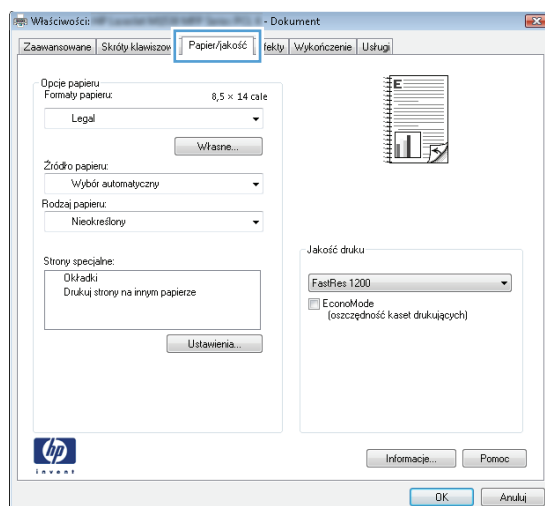 Właściwości: - Dokument
Zaawansowane Skróty klawiszow Papier/jakość fekty Wykończenie Usługi
Opcje papieru
Formaty papieru: 8,5 × 14 cale
Legal
Własne...
Źródło papieru:
Wybór automatyczny
Rodzaj papieru:
Nieokreślony
Strony specjalne:
Okładki
Drukuj strony na innym papierze
Ustawienia...
E
Jakość druku
FastRes 1200
EconoMode
(oszczędność kaset drukujących)
hp
invent
Informacje... Pomoc
OK Anuluj